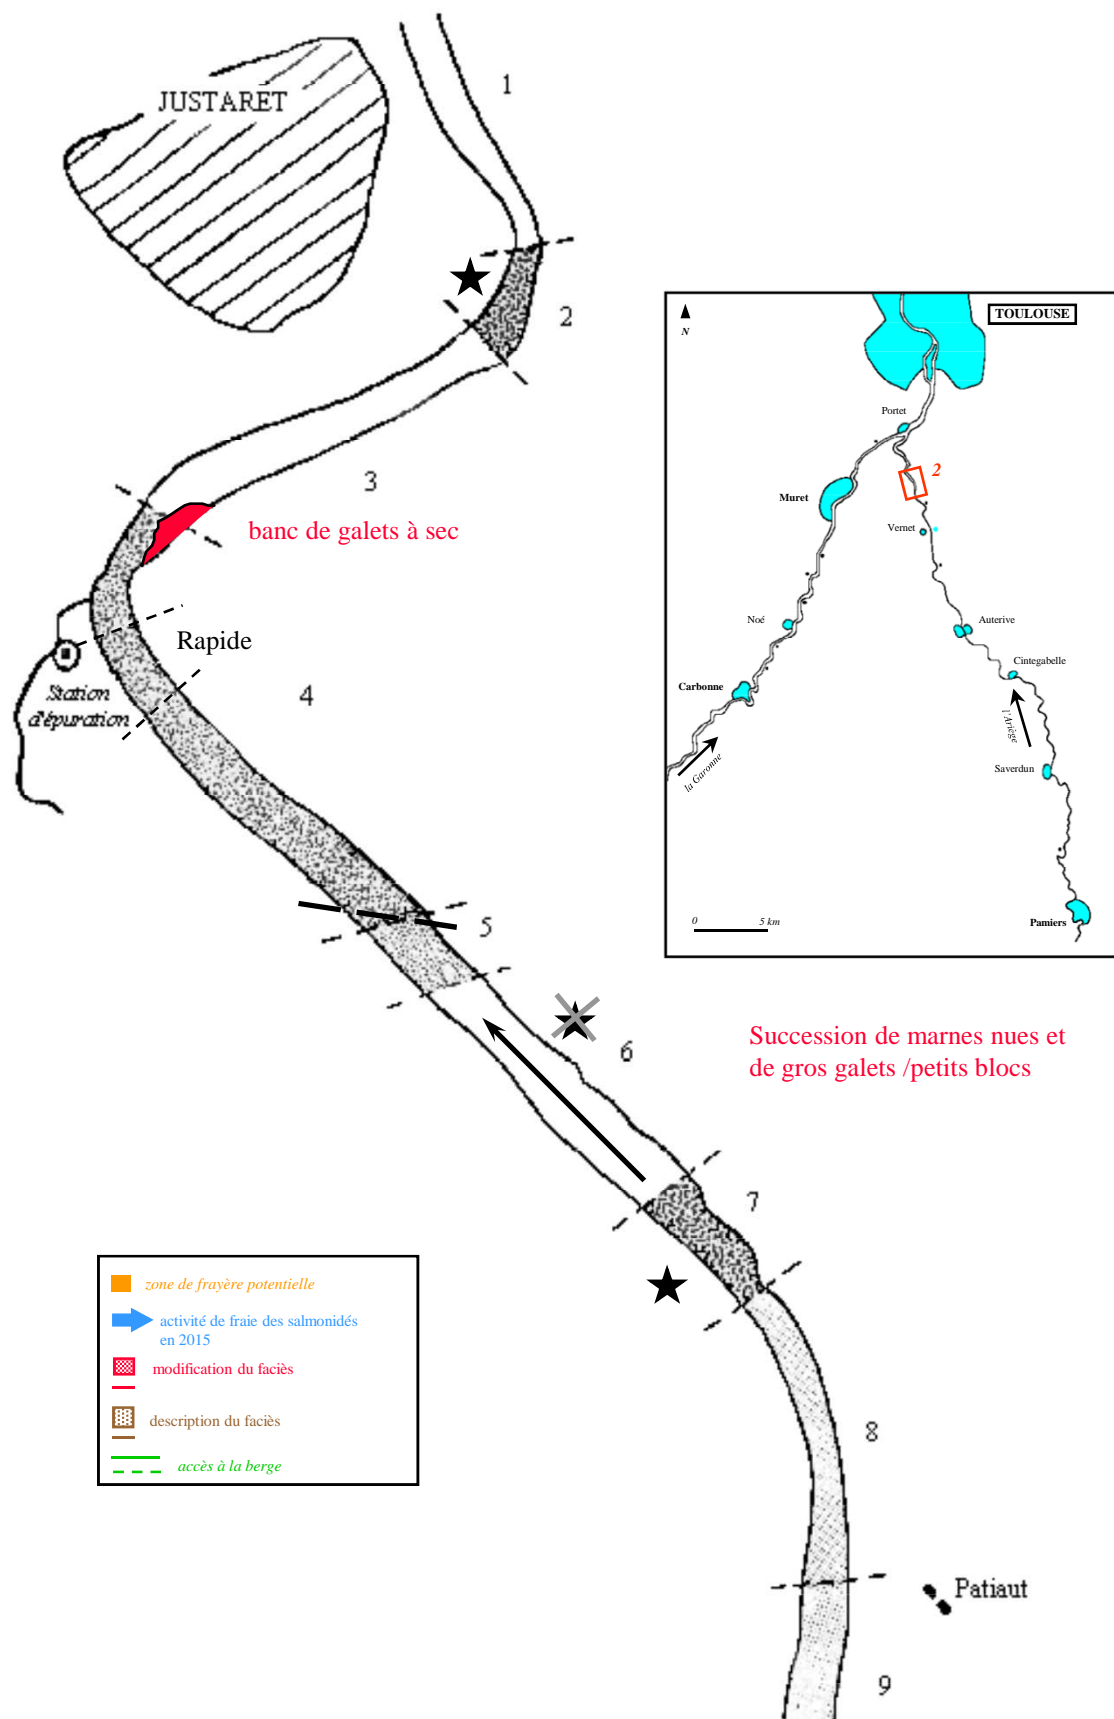 1
JUSTARET
2
3
banc de galets à sec
Rapide
4
Station
d'épuration
5
6
Succession de marnes nues et
de gros galets /petits blocs
7
8
Patiaut
9
TOULOUSE
N
Portet
2
Muret
Vernet
Noé
Auterive
Cintegabelle
Carbonne
l'Ariège
la Garonne
Saverdun
0 5 km
Pamiers
zone de frayère potentielle
activité de fraie des salmonidés
en 2015
modification du faciès
description du faciès
accès à la berge